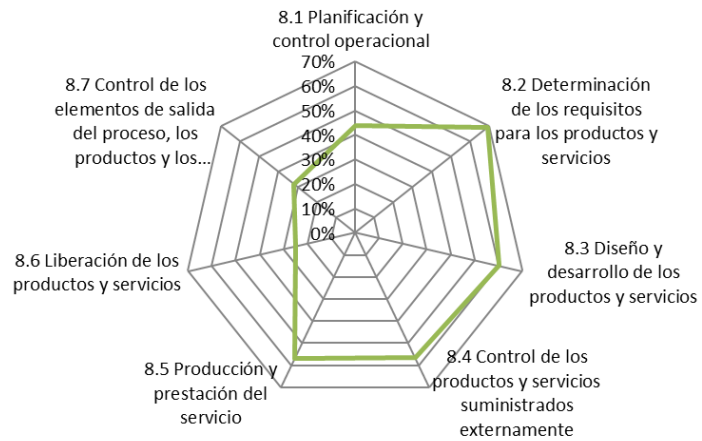 8.1 Planificación y
control operacional
70%
60%
50%
40%
30%
20%
10%
0%
8.2 Determinación
de los requisitos
para los productos y
servicios
8.3 Diseño y
desarrollo de los
productos y servicios
8.4 Control de los
productos y servicios
suministrados
externamente
8.5 Producción y
prestación del
servicio
8.6 Liberación de los
productos y servicios
8.7 Control de los
elementos de salida
del proceso, los
productos y los...